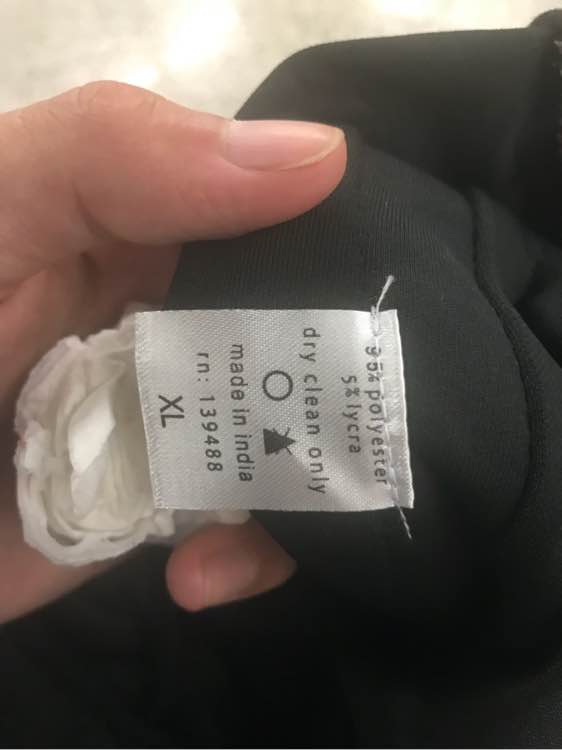 95% polyester
5% lycra
dry clean only
made in india
rn: 139488
XL